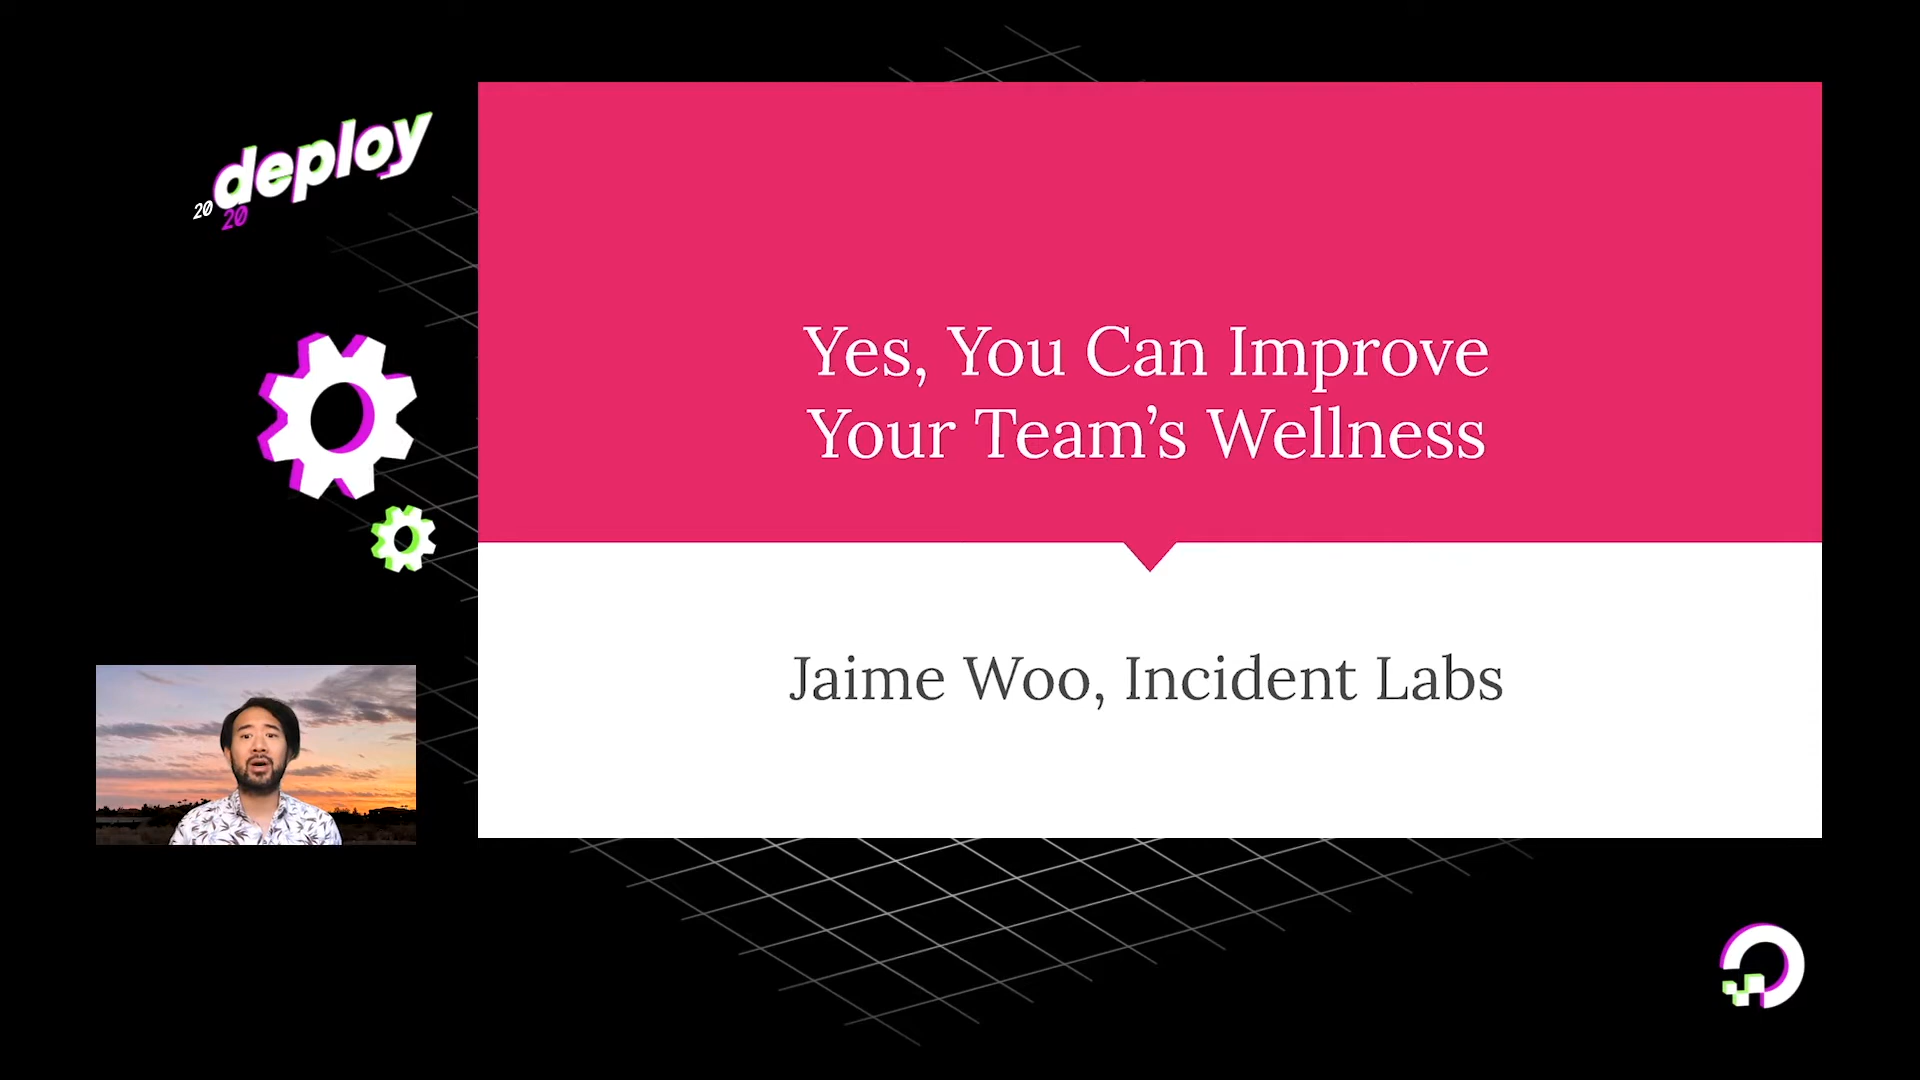 deploy
20
20
Yes, You Can Improve
Your Team’s Wellness
Jaime Woo, Incident Labs